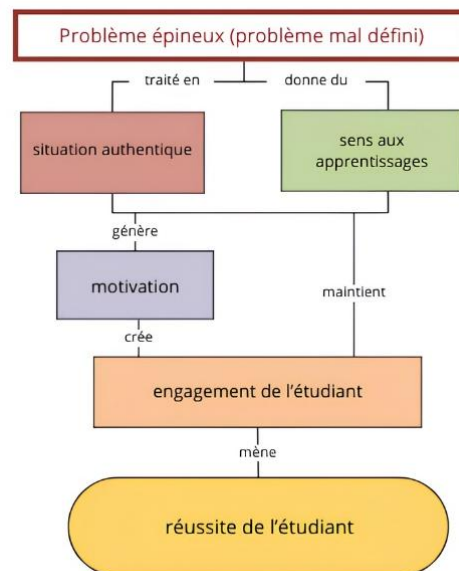 Problème épineux (problème mal défini)
traité en
donne du
situation authentique
sens aux
apprentissages
génère
motivation
maintient
crée
engagement de l'étudiant
mène
réussite de l'étudiant